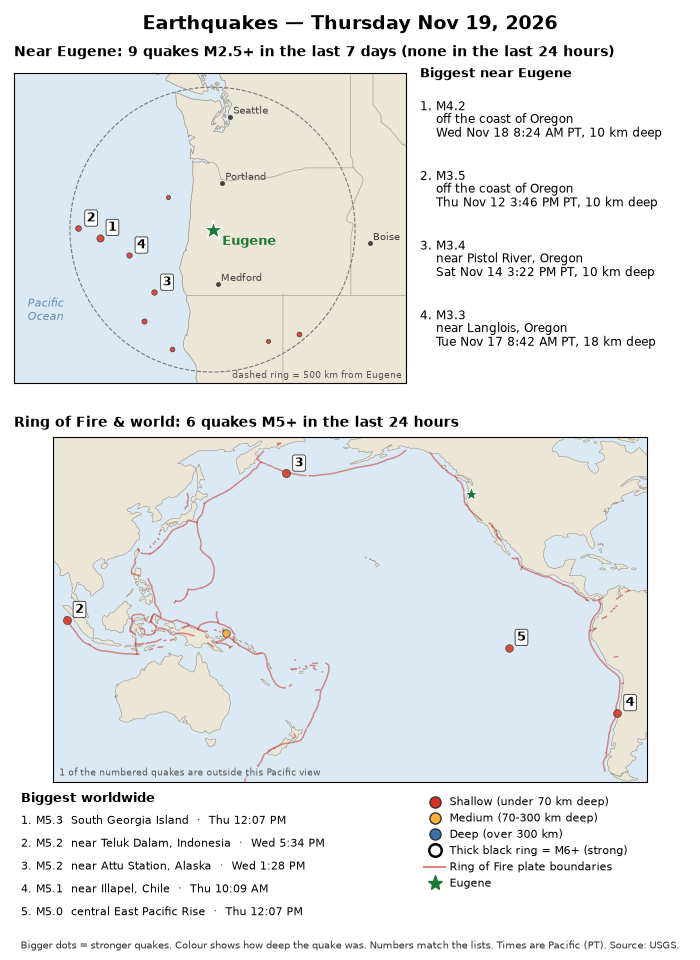 Earthquakes — Thursday Nov 19, 2026
Near Eugene: 9 quakes M2.5+ in the last 7 days (none in the last 24 hours)
Seattle
Portland
2
1
Eugene
Boise
4
3
Medford
Pacific
Ocean
dashed ring = 500 km from Eugene
Biggest near Eugene
1. M4.2
off the coast of Oregon
Wed Nov 18 8:24 AM PT, 10 km deep
2. M3.5
off the coast of Oregon
Thu Nov 12 3:46 PM PT, 10 km deep
3. M3.4
near Pistol River, Oregon
Sat Nov 14 3:22 PM PT, 10 km deep
4. M3.3
near Langlois, Oregon
Tue Nov 17 8:42 AM PT, 18 km deep
Ring of Fire & world: 6 quakes M5+ in the last 24 hours
3
2
5
4
1 of the numbered quakes are outside this Pacific view
Biggest worldwide
1. M5.3 South Georgia Island · Thu 12:07 PM
2. M5.2 near Teluk Dalam, Indonesia · Wed 5:34 PM
3. M5.2 near Attu Station, Alaska · Wed 1:28 PM
4. M5.1 near Illapel, Chile · Thu 10:09 AM
5. M5.0 central East Pacific Rise · Thu 12:07 PM
Shallow (under 70 km deep)
Medium (70-300 km deep)
Deep (over 300 km)
Thick black ring = M6+ (strong)
Ring of Fire plate boundaries
Eugene
Bigger dots = stronger quakes. Colour shows how deep the quake was. Numbers match the lists. Times are Pacific (PT). Source: USGS.